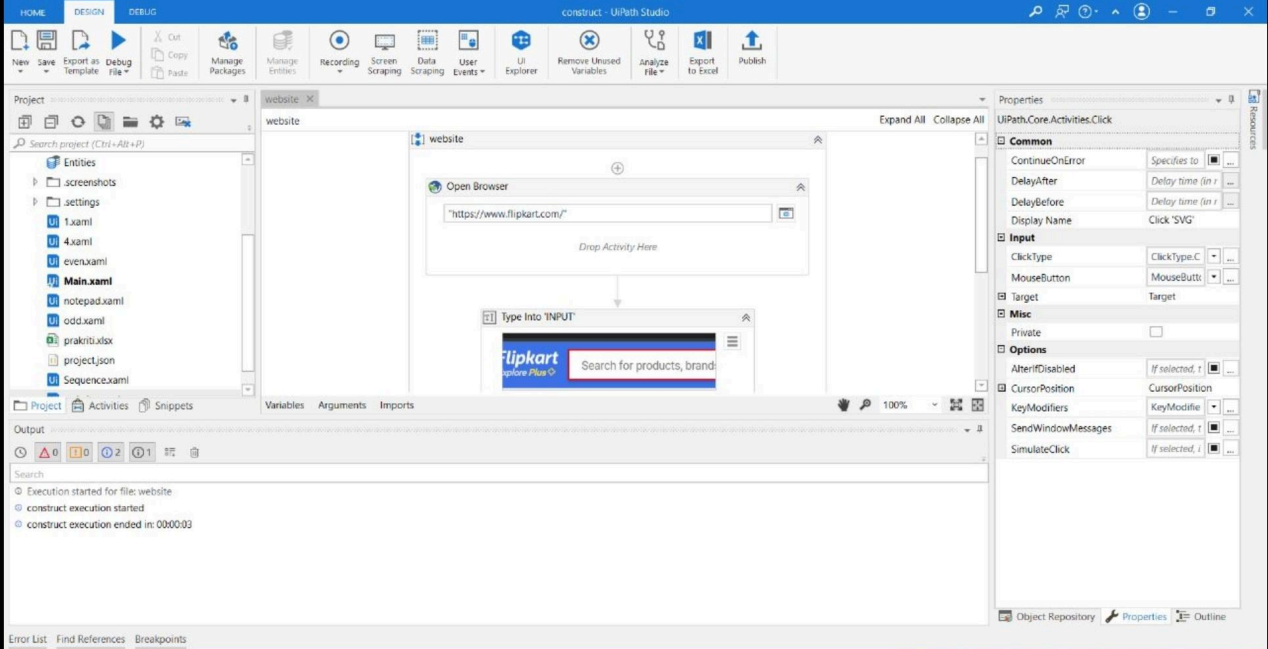 HOME DESIGN DEBUG construct - UiPath Studio
New Save Export as Template Debug File Cut Copy Paste Manage Packages Manage Entities Recording Screen Scraping Data Scraping User Events UI Explorer Remove Unused Variables Analyze File Export to Excel Publish
Project
Search project (Ctrl+Alt+P)
Entities
.screenshots
.settings
1.xaml
4.xaml
even.xaml
Main.xaml
notepad.xaml
odd.xaml
prakriti.xlsx
project.json
Sequence.xaml
Project Activities Snippets
website
website Expand All Collapse All
website
Open Browser
"https://www.flipkart.com/"
Drop Activity Here
Type Into 'INPUT'
Flipkart
Explore Plus
Search for products, brands
Variables Arguments Imports 100%
Properties
UiPath.Core.Activities.Click
Common
ContinueOnError Specifies to ...
DelayAfter Delay time (in r ...
DelayBefore Delay time (in r ...
Display Name Click 'SVG'
Input
ClickType ClickType.C ...
MouseButton MouseButtc ...
Target Target
Misc
Private
Options
AlterIfDisabled If selected, t ...
CursorPosition CursorPosition
KeyModifiers KeyModifie ...
SendWindowMessages If selected, t ...
SimulateClick If selected, i ...
Object Repository Properties Outline
Resources
Output
0 0 2 1
Search
Execution started for file: website
construct execution started
construct execution ended in: 00:00:03
Error List Find References Breakpoints